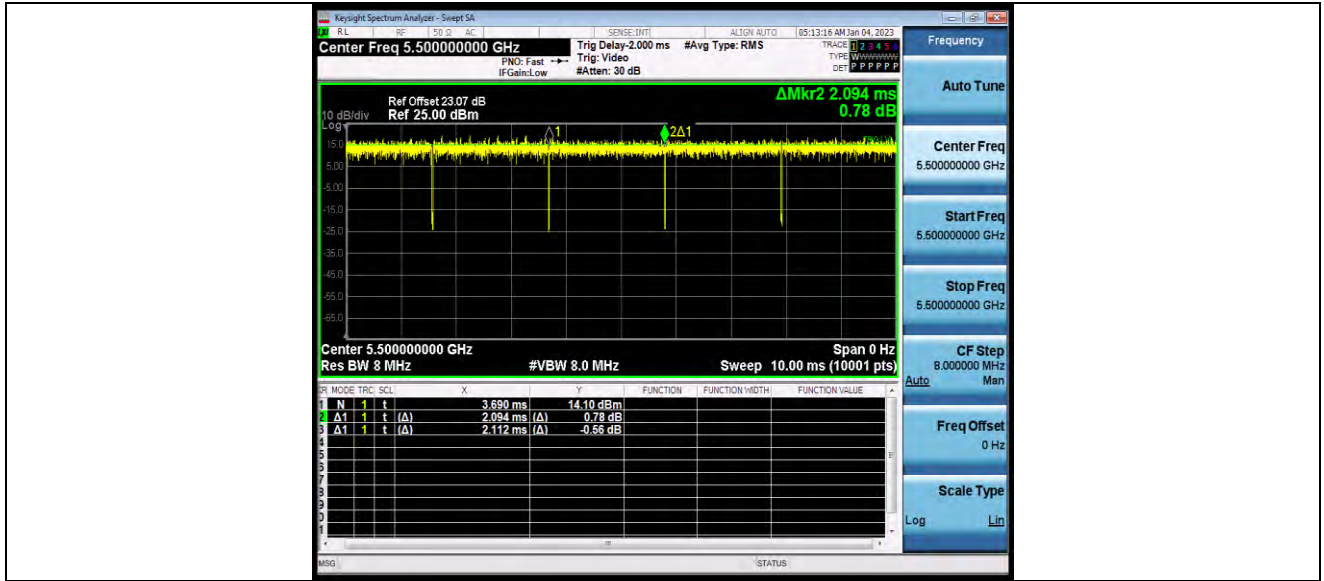 Keysight Spectrum Analyzer - Swept SA
RL RF 50 Ω AC SENSE:INT ALIGN AUTO 05:13:16 AM Jan 04, 2023
Center Freq 5.500000000 GHz
Trig Delay-2.000 ms #Avg Type: RMS
TRACE 1 2 3 4 5 6
PNO: Fast Trig: Video
TYPE WWWWWW
IFGain:Low #Atten: 30 dB
DET P P P P P P
Ref Offset 23.07 dB
ΔMkr2 2.094 ms
10 dB/div Ref 25.00 dBm
0.78 dB
Log
1
2Δ1
15.0
5.00
-5.00
-15.0
-25.0
-35.0
-45.0
-55.0
-65.0
Center 5.500000000 GHz Span 0 Hz
Res BW 8 MHz #VBW 8.0 MHz Sweep 10.00 ms (10001 pts)
MODE TRC SCL X Y FUNCTION FUNCTION WIDTH FUNCTION VALUE
1 N 1 t 3.690 ms 14.10 dBm
2 Δ1 1 t (Δ) 2.094 ms (Δ) 0.78 dB
3 Δ1 1 t (Δ) 2.112 ms (Δ) -0.56 dB
4
5
6
7
8
9
0
1
MSG STATUS
Frequency
Auto Tune
Center Freq
5.500000000 GHz
Start Freq
5.500000000 GHz
Stop Freq
5.500000000 GHz
CF Step
8.000000 MHz
Auto Man
Freq Offset
0 Hz
Scale Type
Log Lin